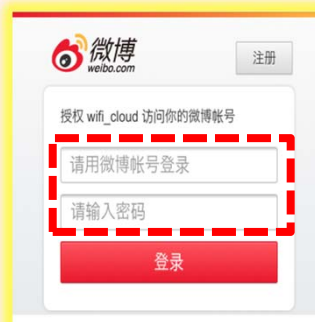 微博
weibo.com
注册
授权 wifi_cloud 访问你的微博帐号
请用微博帐号登录
请输入密码
登录